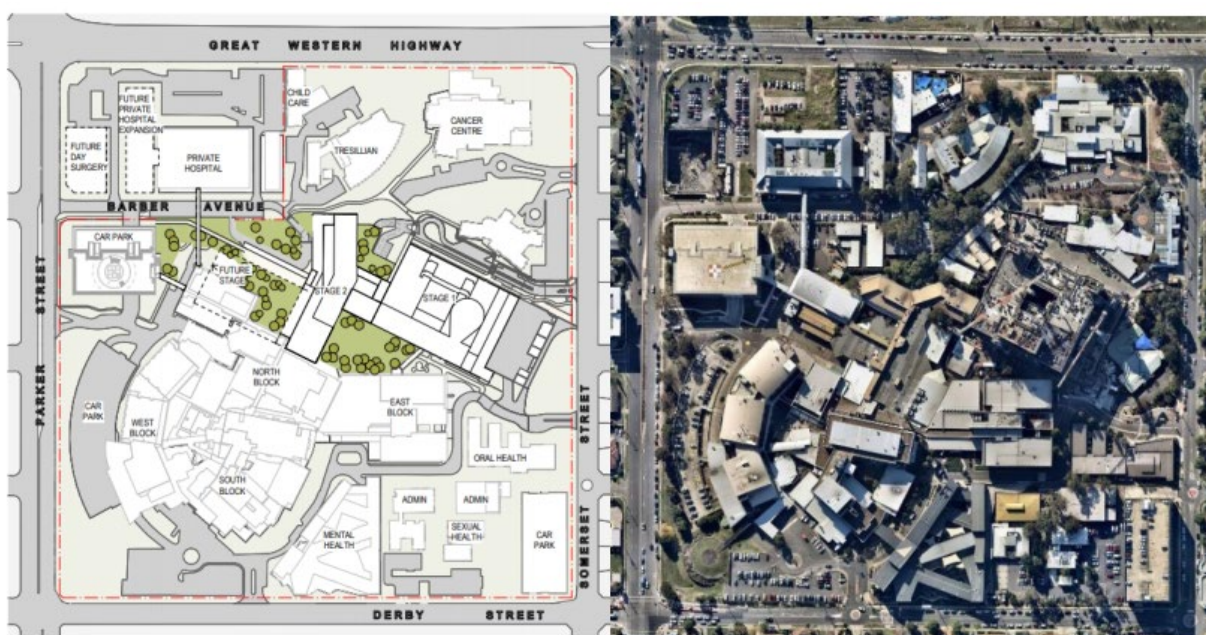 GREAT WESTERN HIGHWAY
CHILD
CARE
FUTURE
PRIVATE
HOSPITAL
EXPANSION
CANCER
CENTRE
FUTURE
DAY
SURGERY
PRIVATE
HOSPITAL
TRESILLIAN
BARBER AVENUE
CAR PARK
FUTURE
STAGE
STAGE 2
STAGE 1
PARKER STREET
NORTH
BLOCK
CAR
PARK
WEST
BLOCK
EAST
BLOCK
SOUTH
BLOCK
ORAL HEALTH
ADMIN
ADMIN
SEXUAL
HEALTH
MENTAL
HEALTH
CAR
PARK
SOMERSET STREET
DERBY STREET